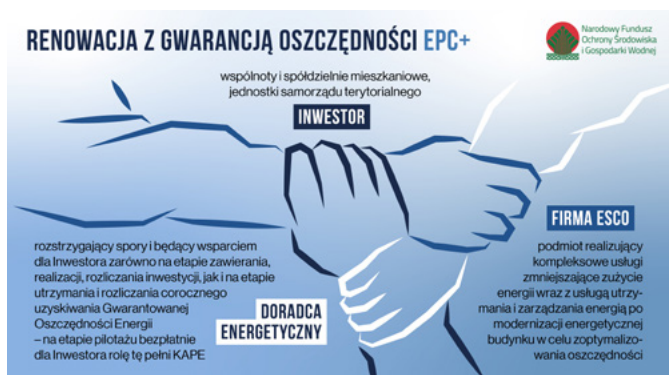 RENOWACJA Z GWARANCJĄ OSZCZĘDNOŚCI EPC+
Narodowy Fundusz
Ochrony Środowiska
i Gospodarki Wodnej
wspólnoty i spółdzielnie mieszkaniowe,
jednostki samorządu terytorialnego
INWESTOR
FIRMA ESCO
podmiot realizujący
kompleksowe usługi
zmniejszające zużycie
energii wraz z usługą utrzy-
mania i zarządzania energią po
modernizacji energetycznej
budynku w celu zoptymalizo-
wania oszczędności
rozstrzygający spory i będący wsparciem
dla Inwestora zarówno na etapie zawierania,
realizacji, rozliczania inwestycji, jak i na etapie
utrzymania i rozliczania corocznego
uzyskiwania Gwarantowanej
Oszczędności Energii
– na etapie pilotażu bezpłatnie
dla Inwestora rolę tę pełni KAPE
DORADCA
ENERGETYCZNY